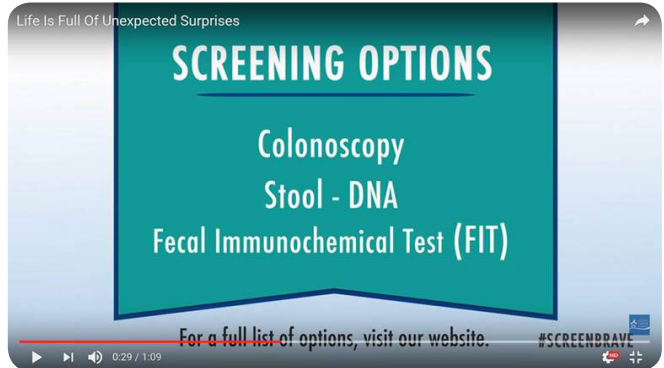 Life Is Full Of Unexpected Surprises
SCREENING OPTIONS
Colonoscopy
Stool - DNA
Fecal Immunochemical Test (FIT)
For a full list of options, visit our website.
#SCREENBRAVE
0:29 / 1:09